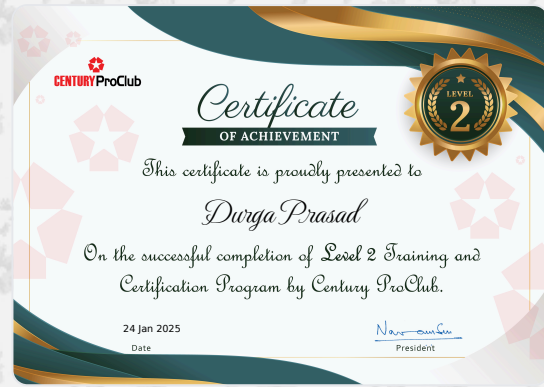 CENTURY ProClub
LEVEL
2
Certificate
OF ACHIEVEMENT
This certificate is proudly presented to
Durga Prasad
On the successful completion of Level 2 Training and
Certification Program by Century ProClub.
24 Jan 2025
Date
President